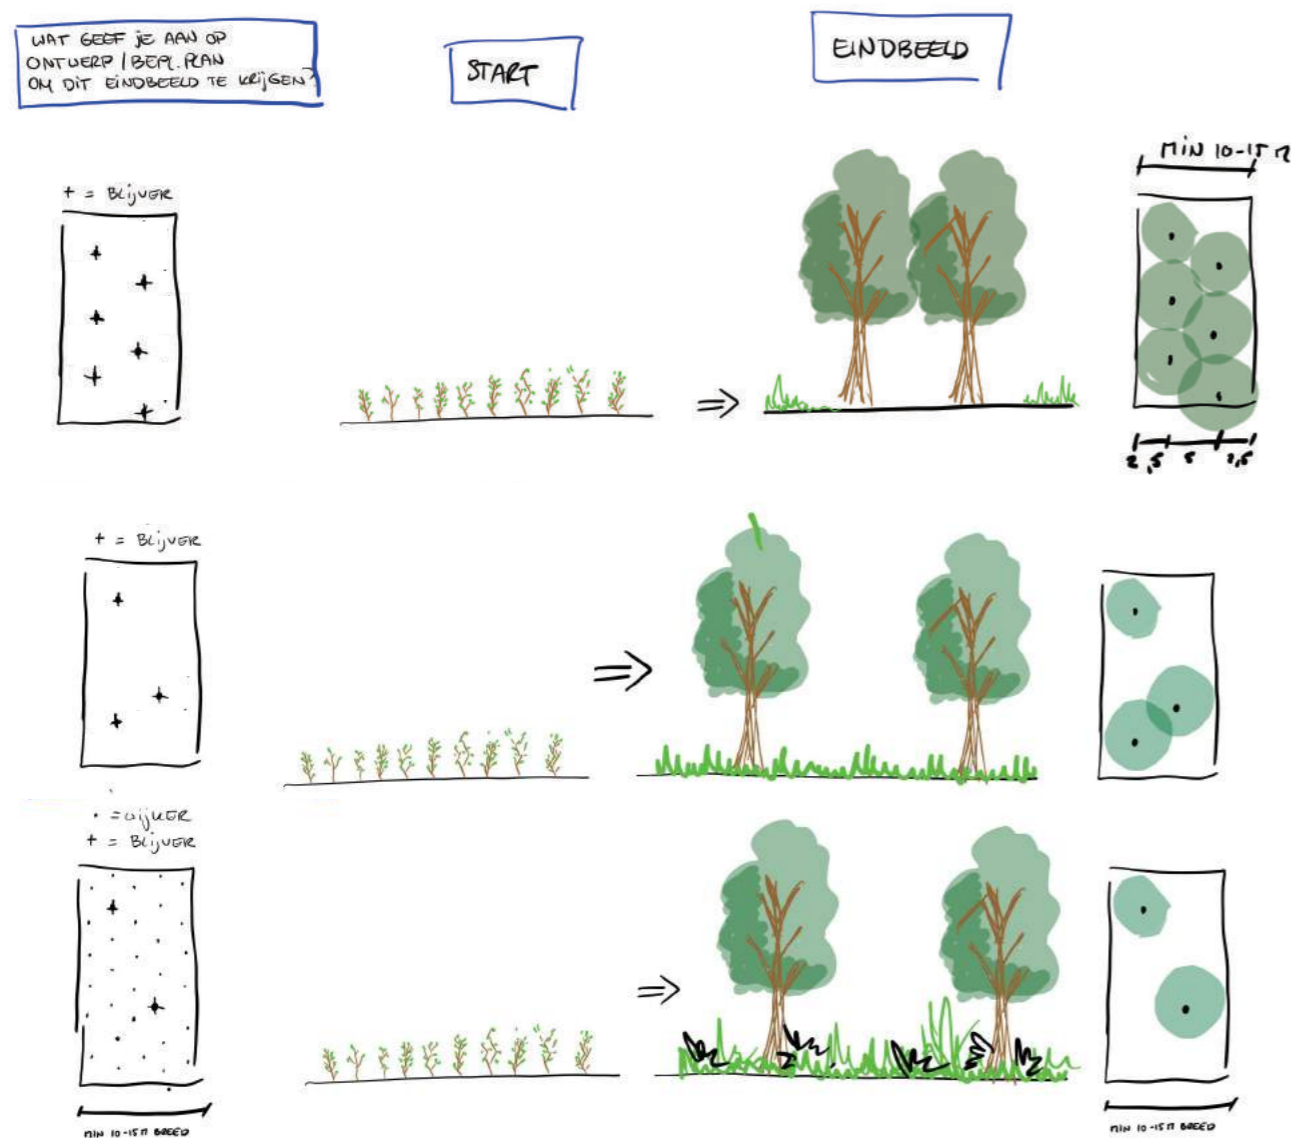 WAT GEEF JE AAN OP
ONTWERP / BEPL. PLAN
OM DIT EINDBEELD TE KRIJGEN?
START
EINDBEELD
+ = BLIJVER
MIN 10-15 M
2,5 5 2,5
+ = BLIJVER
• = WIJKER
+ = BLIJVER
MIN 10-15 M BREED
MIN 10-15 M BREED